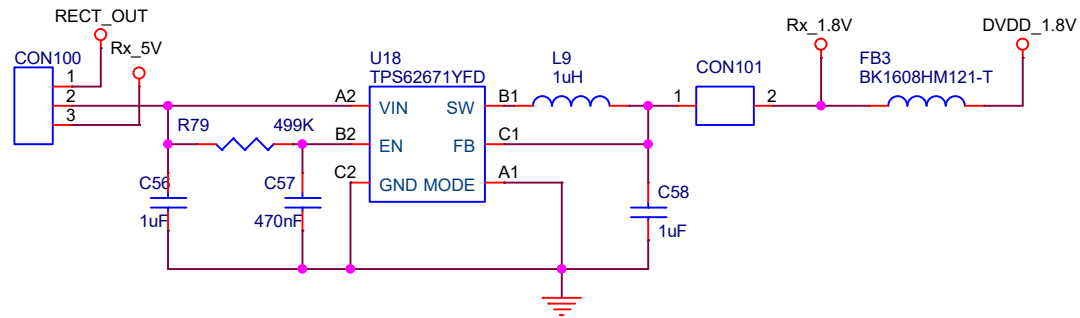 RECT_OUT
Rx_5V
CON100
1
2
3
R79 499K
C56
1uF
C57
470nF
U18
TPS62671YFD
A2 VIN SW B1
B2 EN FB C1
C2 GND MODE A1
L9
1uH
C58
1uF
CON101
1 2
Rx_1.8V
FB3
BK1608HM121-T
DVDD_1.8V